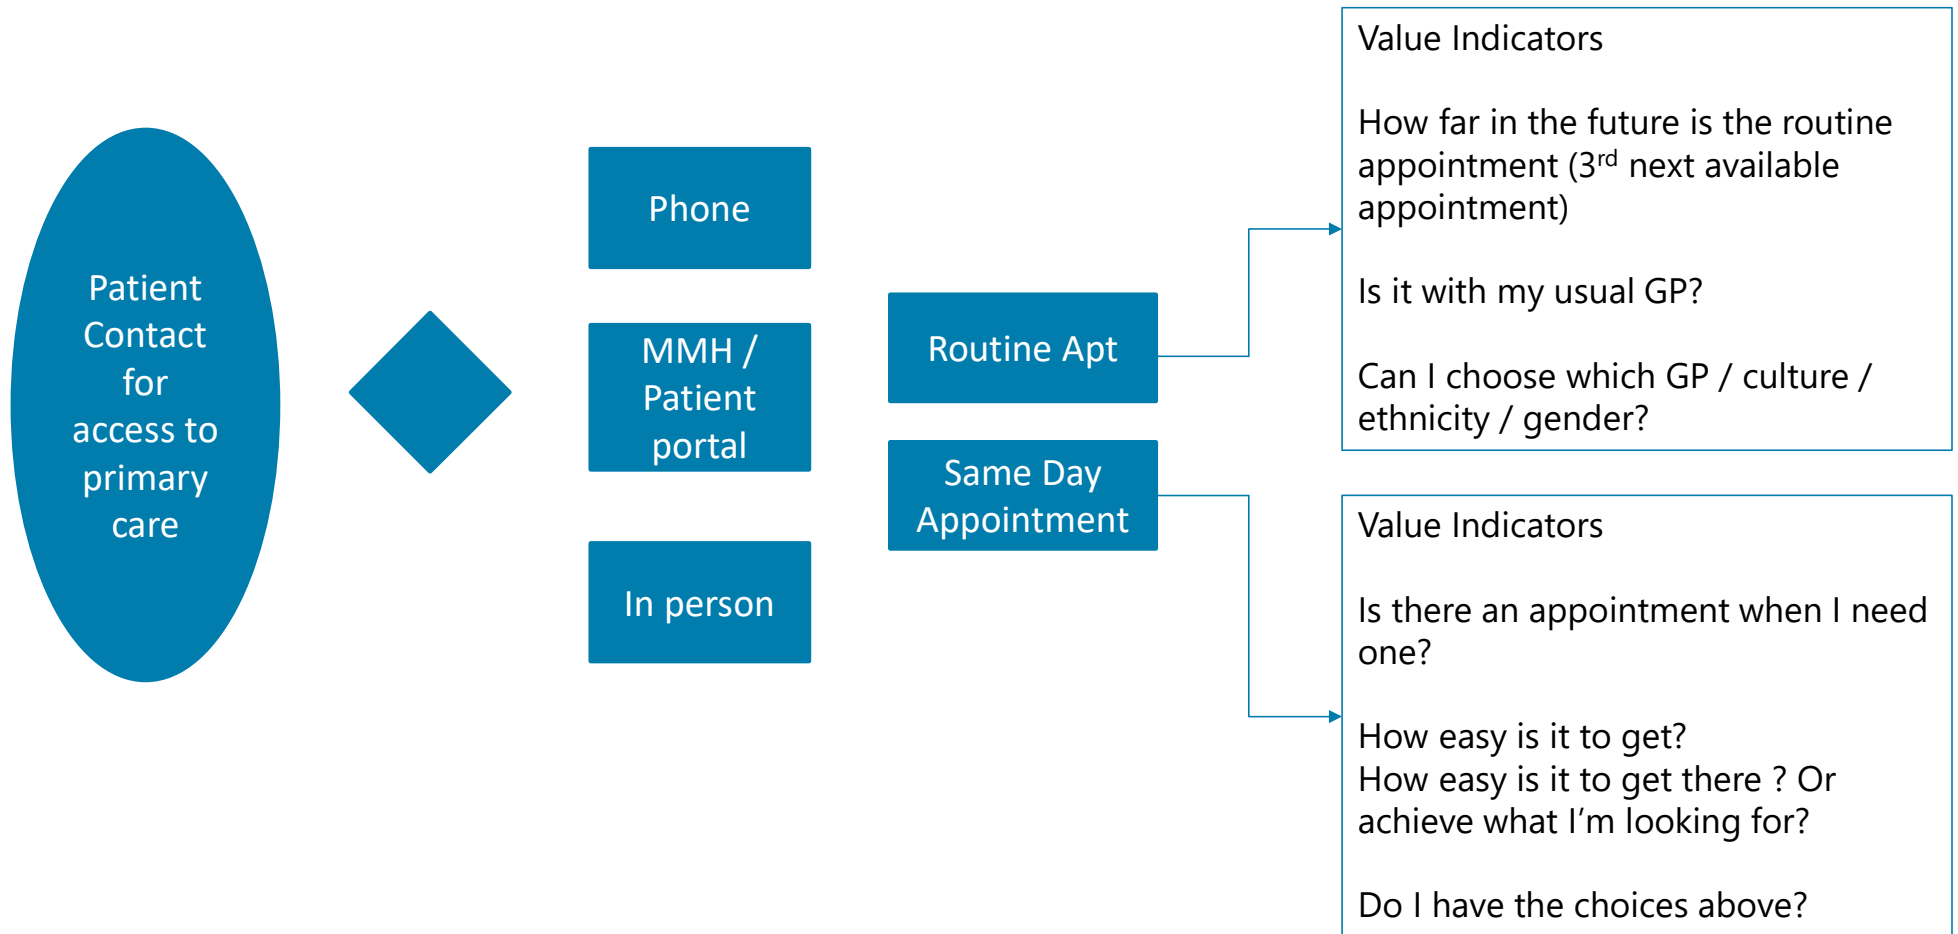 Patient
Contact
for
access to
primary
care
Phone
MMH /
Patient
portal
In person
Routine Apt
Same Day
Appointment
Value Indicators
How far in the future is the routine
appointment (3rd next available
appointment)
Is it with my usual GP?
Can I choose which GP / culture /
ethnicity / gender?
Value Indicators
Is there an appointment when I need
one?
How easy is it to get?
How easy is it to get there ? Or
achieve what I’m looking for?
Do I have the choices above?